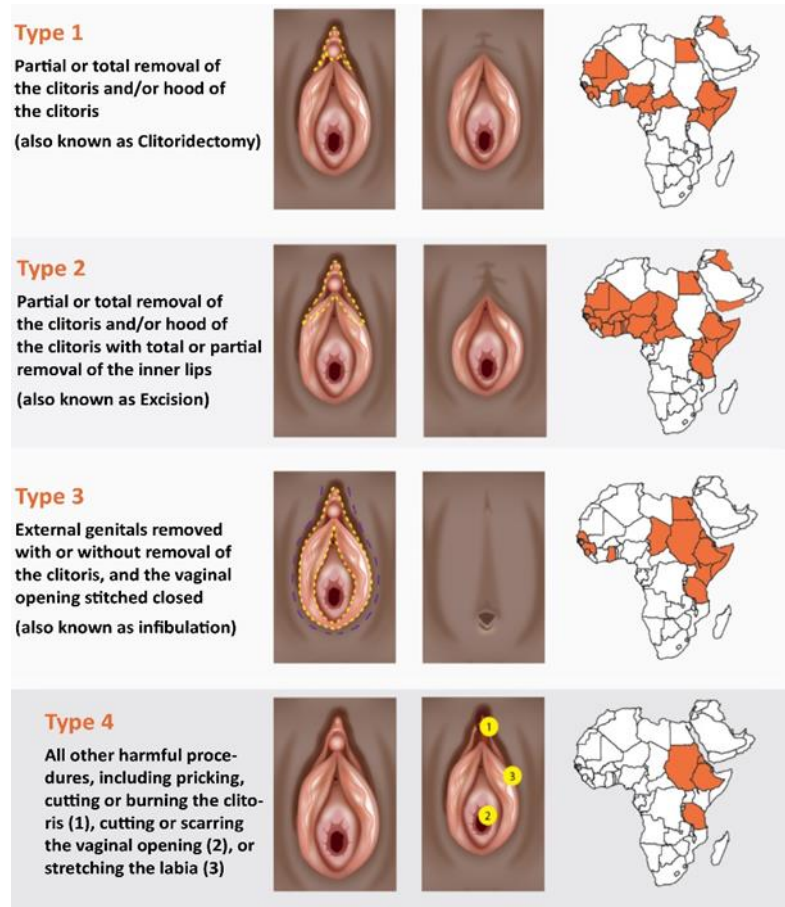 Type 1
Partial or total removal of
the clitoris and/or hood of
the clitoris
(also known as Clitoridectomy)
Type 2
Partial or total removal of
the clitoris and/or hood of
the clitoris with total or partial
removal of the inner lips
(also known as Excision)
Type 3
External genitals removed
with or without removal of
the clitoris, and the vaginal
opening stitched closed
(also known as infibulation)
Type 4
All other harmful proce-
dures, including pricking,
cutting or burning the clito-
ris (1), cutting or scarring
the vaginal opening (2), or
stretching the labia (3)
1
3
2